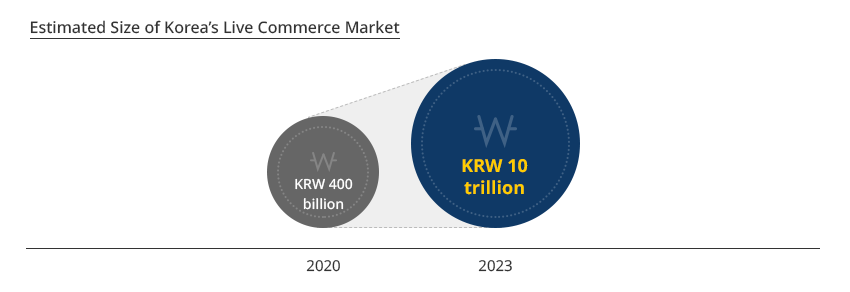 Estimated Size of Korea’s Live Commerce Market
₩
KRW 10
trillion
₩
KRW 400
billion
2020
2023